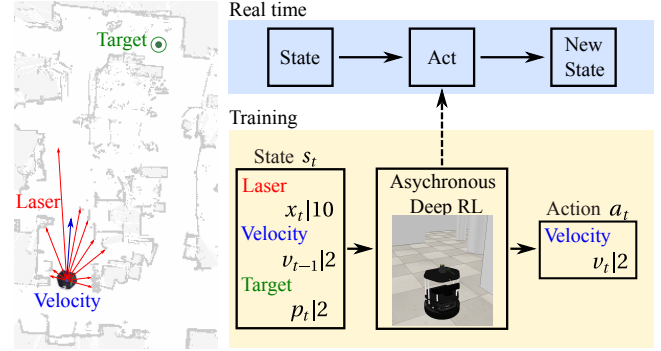 Target
Laser
Velocity
Real time
State
Act
New
State
Training
State s_t
Laser
x_t|10
Velocity
v_{t-1}|2
Target
p_t|2
Asychronous
Deep RL
Action a_t
Velocity
v_t|2